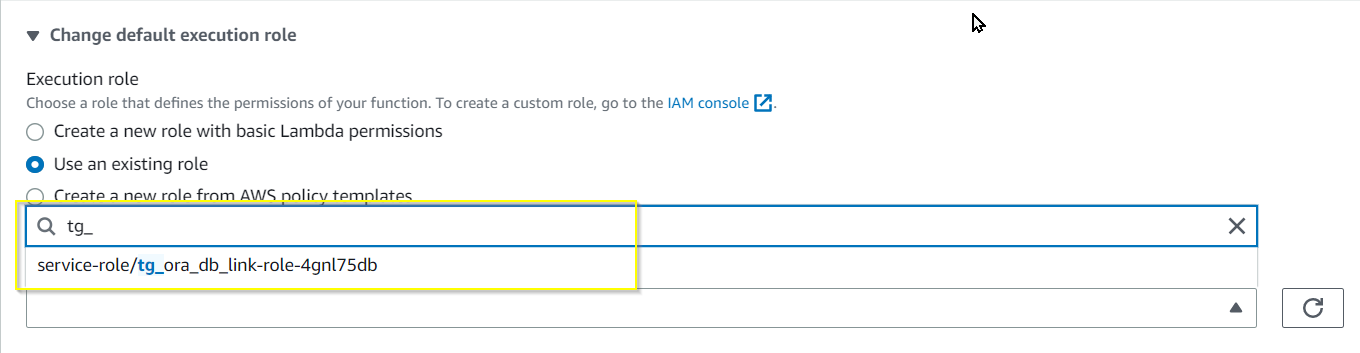 Change default execution role
Execution role
Choose a role that defines the permissions of your function. To create a custom role, go to the IAM console.
Create a new role with basic Lambda permissions
Use an existing role
Create a new role from AWS policy templates
tg_
service-role/tg_ora_db_link-role-4gnl75db